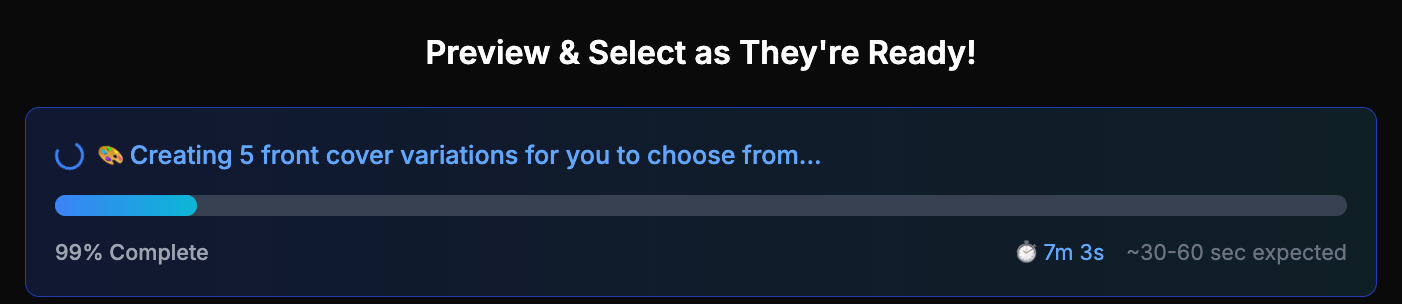 Preview & Select as They're Ready!
🎨 Creating 5 front cover variations for you to choose from...
99% Complete
⏱️ 7m 3s ~30-60 sec expected